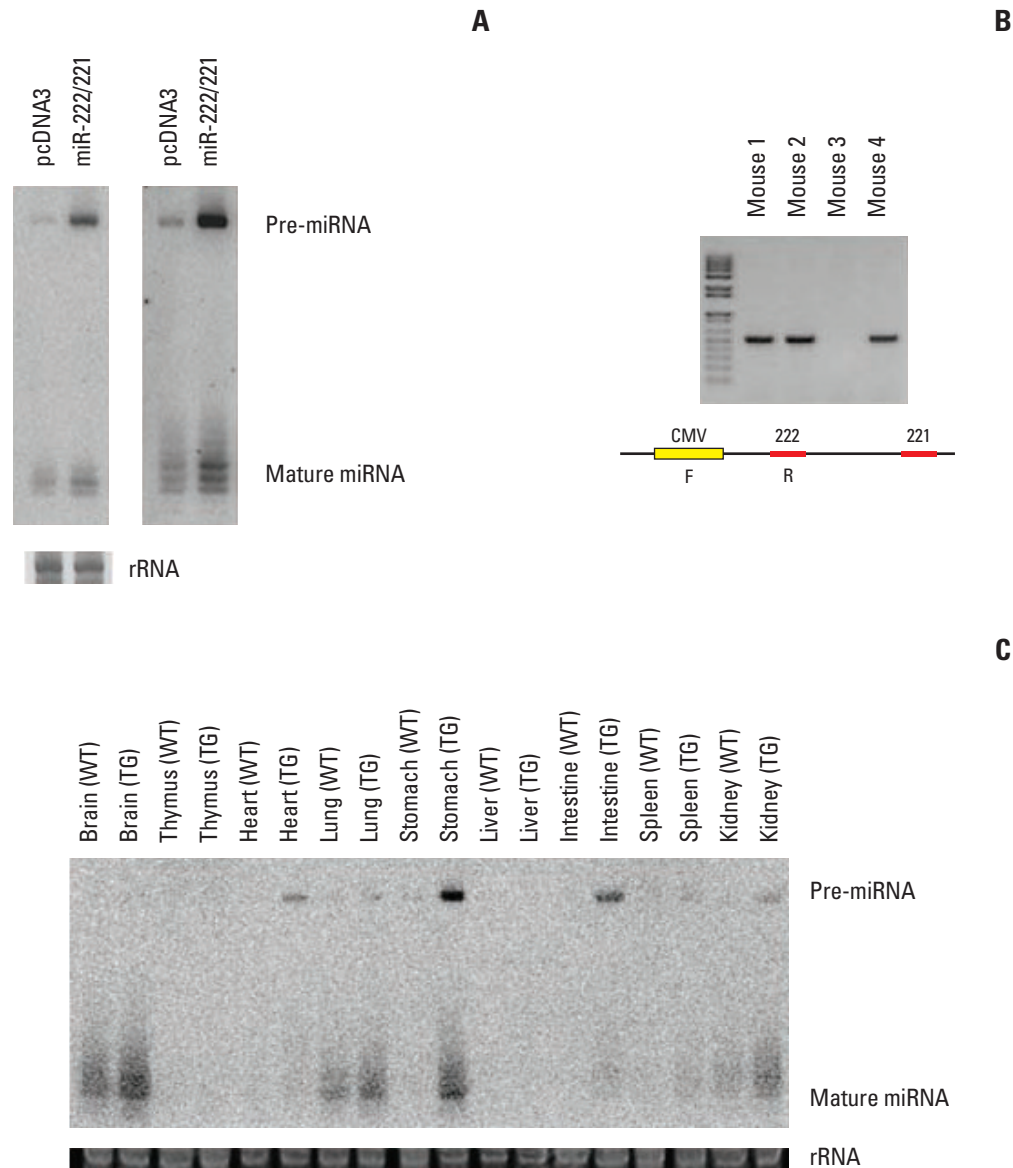 A
pcDNA3
miR-222/221
pcDNA3
miR-222/221
Pre-miRNA
Mature miRNA
rRNA
B
Mouse 1
Mouse 2
Mouse 3
Mouse 4
CMV
222
221
F
R
C
Brain (WT)
Brain (TG)
Thymus (WT)
Thymus (TG)
Heart (WT)
Heart (TG)
Lung (WT)
Lung (TG)
Stomach (WT)
Stomach (TG)
Liver (WT)
Liver (TG)
Intestine (WT)
Intestine (TG)
Spleen (WT)
Spleen (TG)
Kidney (WT)
Kidney (TG)
Pre-miRNA
Mature miRNA
rRNA